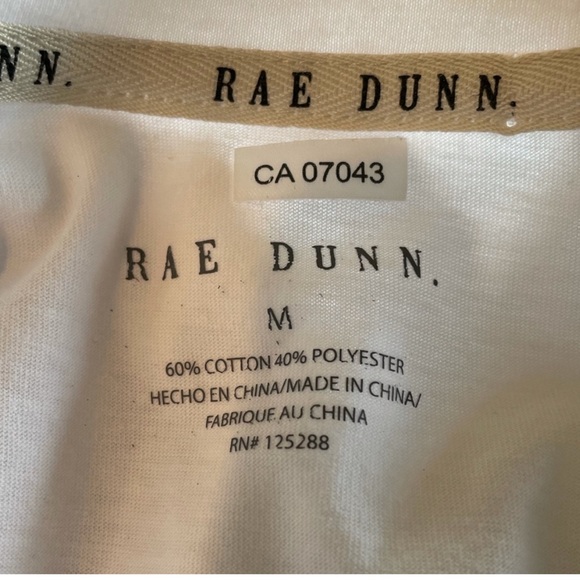 NN. RAE DUNN.
CA 07043
RAE DUNN.
M
60% COTTON 40% POLYESTER
HECHO EN CHINA/MADE IN CHINA/
FABRIQUE AU CHINA
RN# 125288